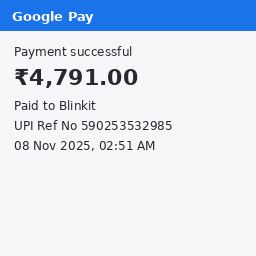 Google Pay
Payment successful
₹4,791.00
Paid to Blinkit
UPI Ref No 590253532985
08 Nov 2025, 02:51 AM